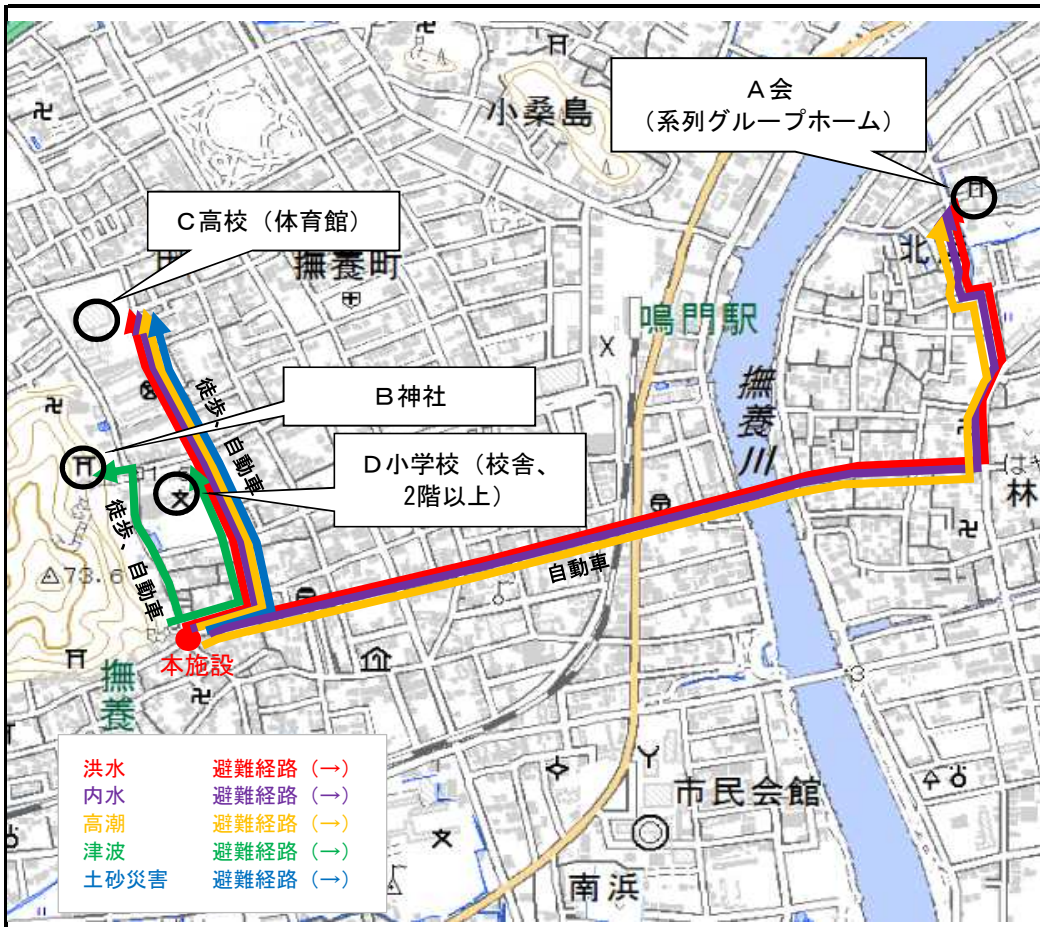 小桑島
A会
（系列グループホーム）
C高校（体育館）
撫養町
鳴門駅
B神社
撫養川
D小学校（校舎、
2階以上）
徒歩、自動車
徒歩、自動車
自動車
73.6
林
本施設
撫養
市民会館
南浜
洪水　避難経路（→）
内水　避難経路（→）
高潮　避難経路（→）
津波　避難経路（→）
土砂災害　避難経路（→）